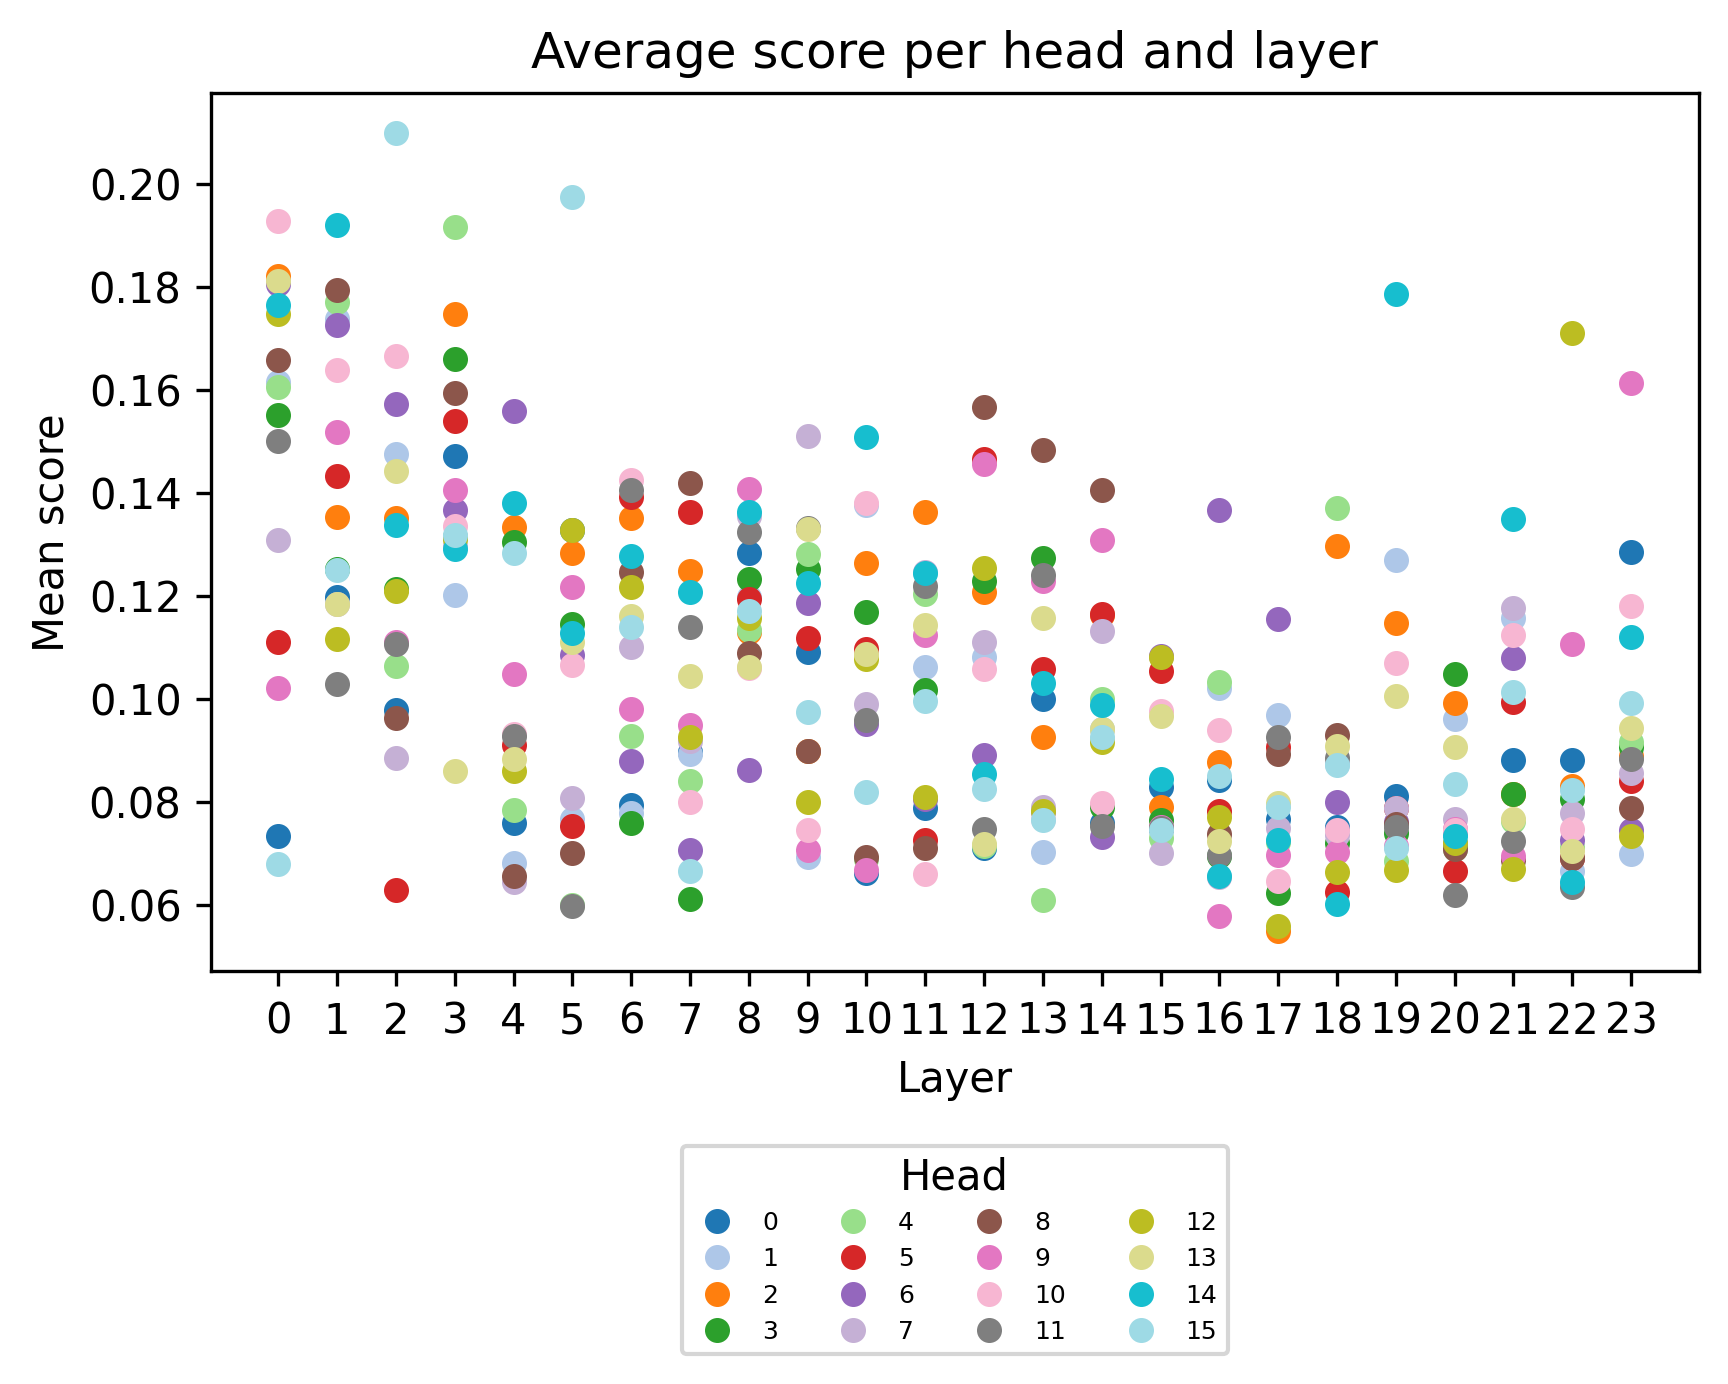 Average score per head and layer
Mean score
0.20
0.18
0.16
0.14
0.12
0.10
0.08
0.06
0 1 2 3 4 5 6 7 8 9 10 11 12 13 14 15 16 17 18 19 20 21 22 23
Layer
Head
0 4 8 12
1 5 9 13
2 6 10 14
3 7 11 15